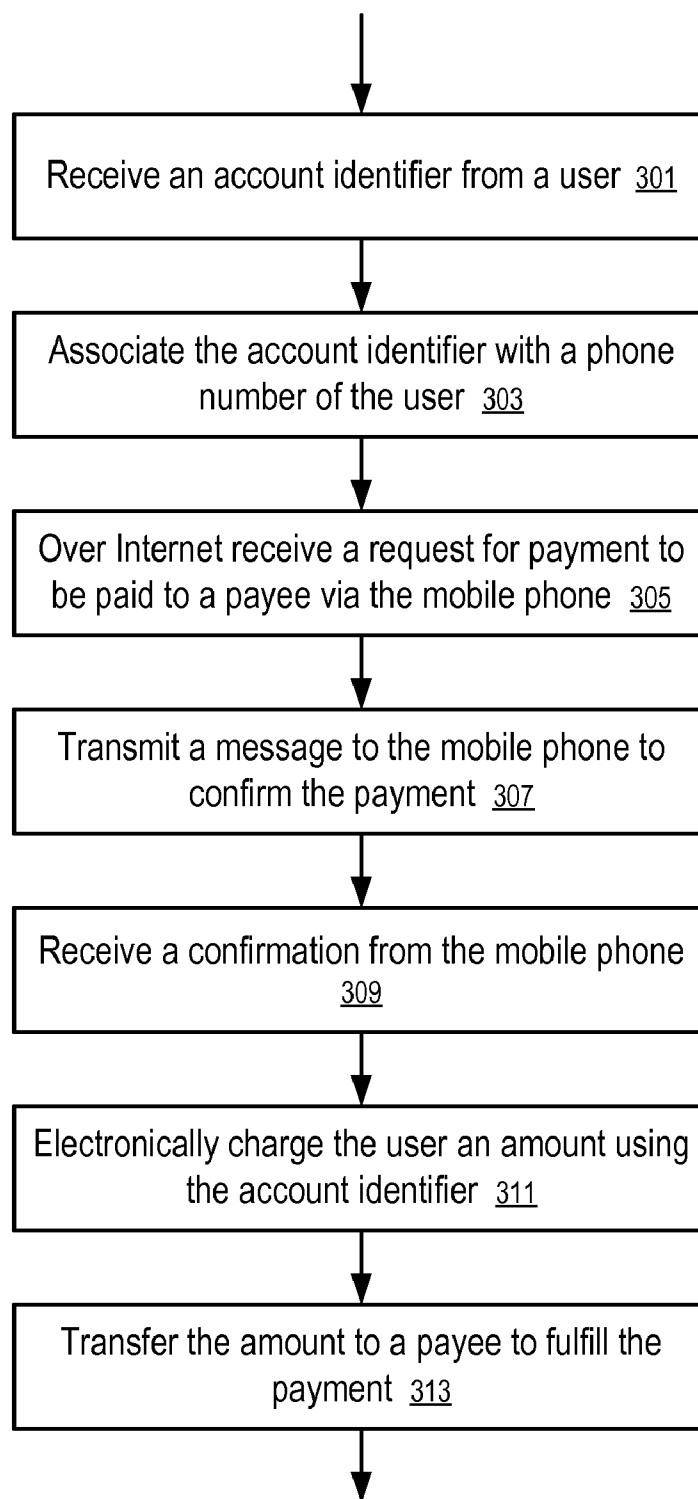 Receive an account identifier from a user 301
Associate the account identifier with a phone
number of the user 303
Over Internet receive a request for payment to
be paid to a payee via the mobile phone 305
Transmit a message to the mobile phone to
confirm the payment 307
Receive a confirmation from the mobile phone
309
Electronically charge the user an amount using
the account identifier 311
Transfer the amount to a payee to fulfill the
payment 313